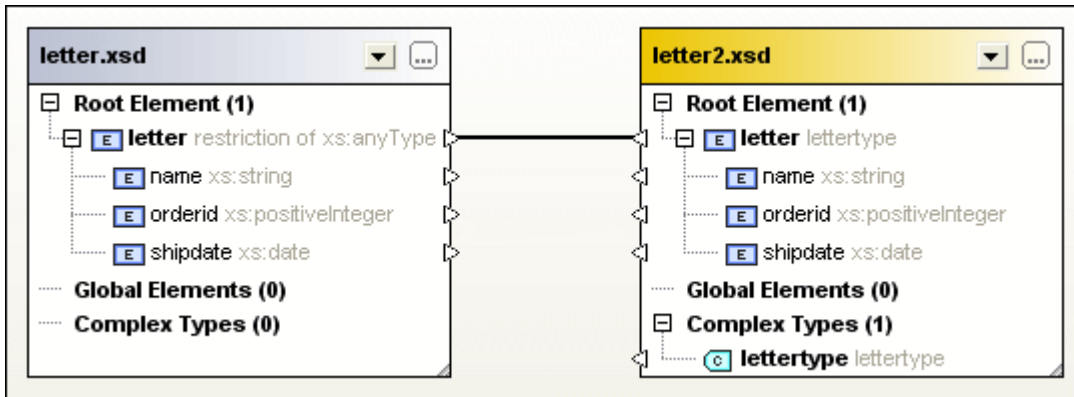 letter.xsd
...
Root Element (1)
E letter restriction of xs:anyType
E name xs:string
E orderid xs:positiveInteger
E shipdate xs:date
Global Elements (0)
Complex Types (0)
letter2.xsd
...
Root Element (1)
E letter lettertype
E name xs:string
E orderid xs:positiveInteger
E shipdate xs:date
Global Elements (0)
Complex Types (1)
C lettertype lettertype